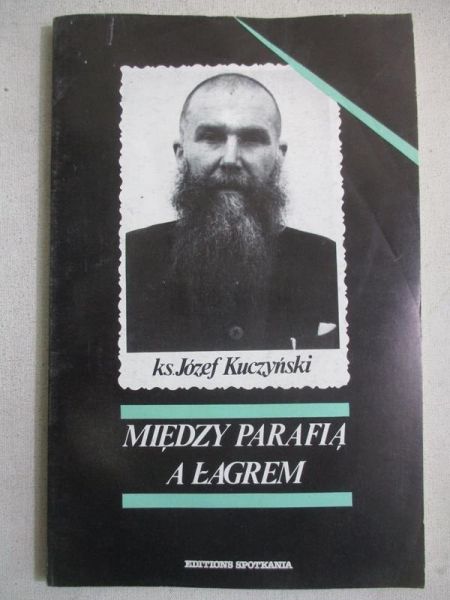 ks. Józef Kuczyński
MIĘDZY PARAFIĄ
A ŁAGREM
EDITIONS SPOTKANIA